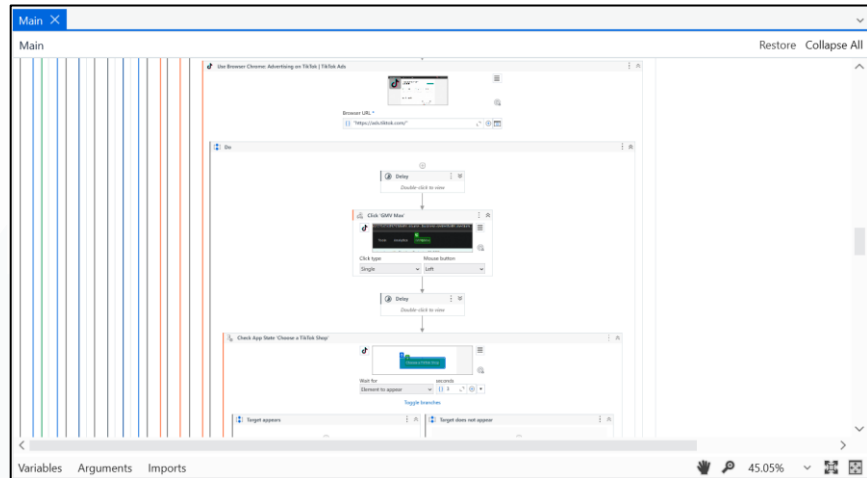 Main
Main Restore Collapse All
Use Browser Chrome: Advertising on TikTok | TikTok Ads
Browser URL *
"https://ads.tiktok.com/"
Do
Delay
Double-click to view
Click 'GMV Max'
Click type Mouse button
Single Left
Delay
Double-click to view
Check App State 'Choose a TikTok Shop'
Wait for seconds
Element to appear 3
Toggle branches
Target appears Target does not appear
Variables Arguments Imports 45.05%